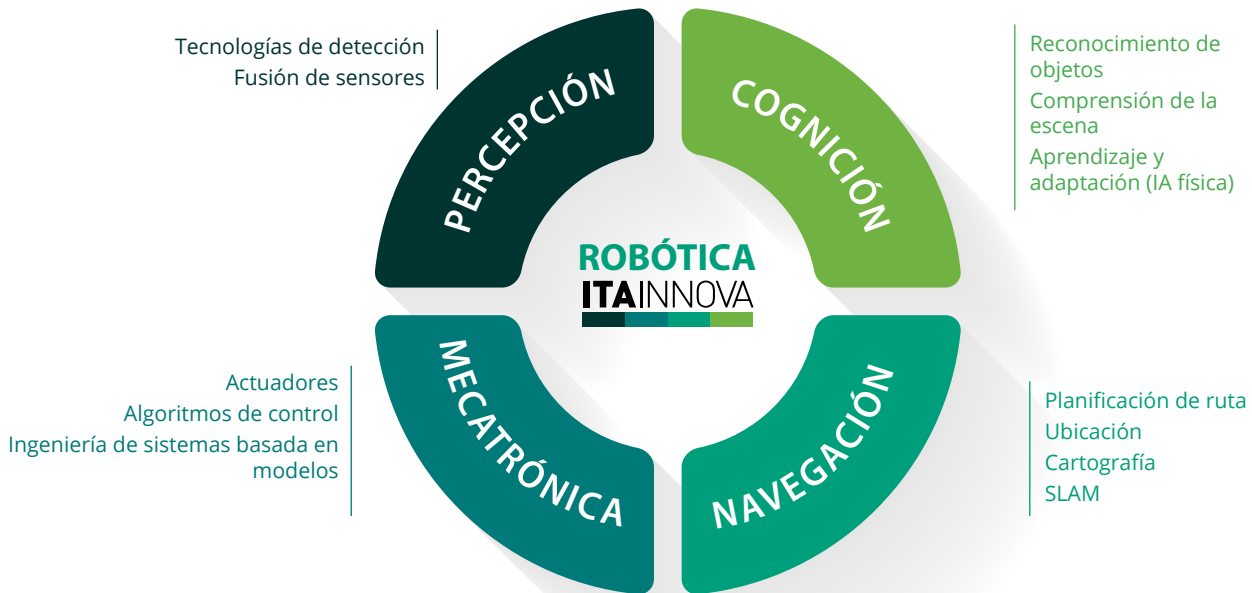 Tecnologías de detección
Fusión de sensores
PERCEPCIÓN
COGNICIÓN
Reconocimiento de
objetos
Comprensión de la
escena
Aprendizaje y
adaptación (IA física)
ROBÓTICA
ITAINNOVA
Actuadores
Algoritmos de control
Ingeniería de sistemas basada en
modelos
MECATRÓNICA
NAVEGACIÓN
Planificación de ruta
Ubicación
Cartografía
SLAM